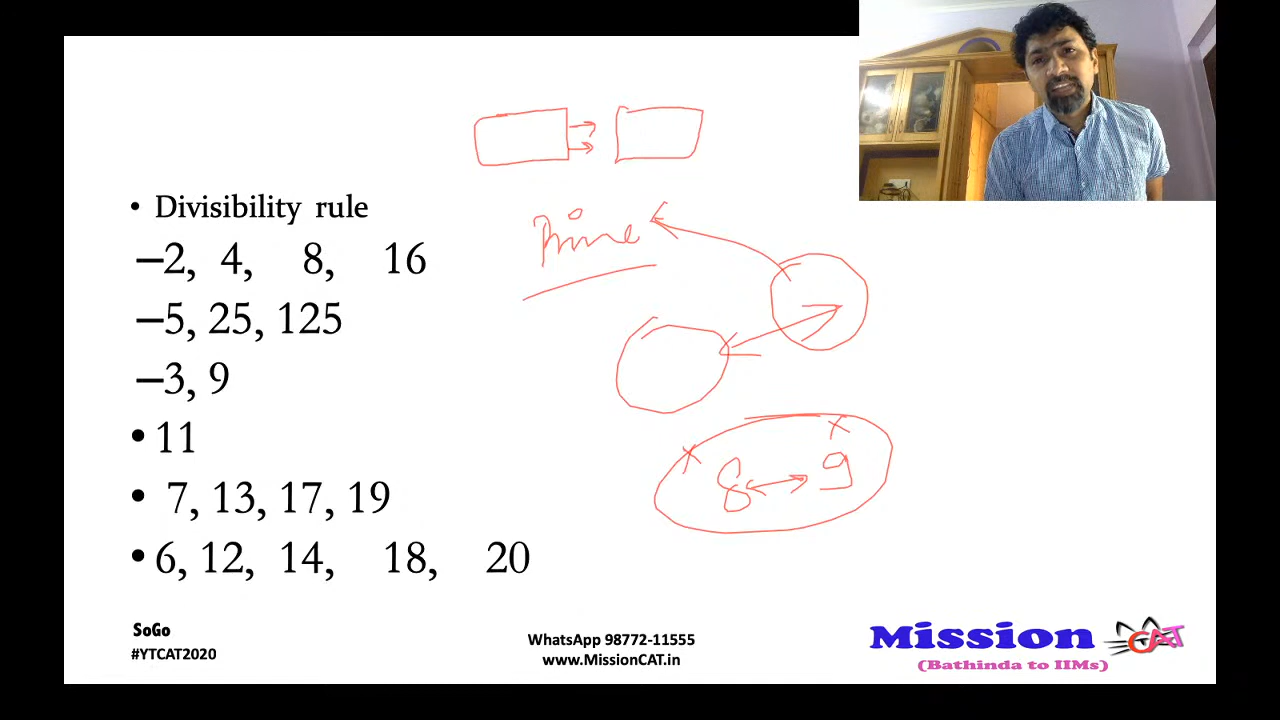 • Divisibility rule
–2, 4, 8, 16
–5, 25, 125
–3, 9
• 11
• 7, 13, 17, 19
• 6, 12, 14, 18, 20
Prime
8 9
SoGo
#YTCAT2020
WhatsApp 98772-11555
www.MissionCAT.in
Mission CAT
(Bathinda to IIMs)